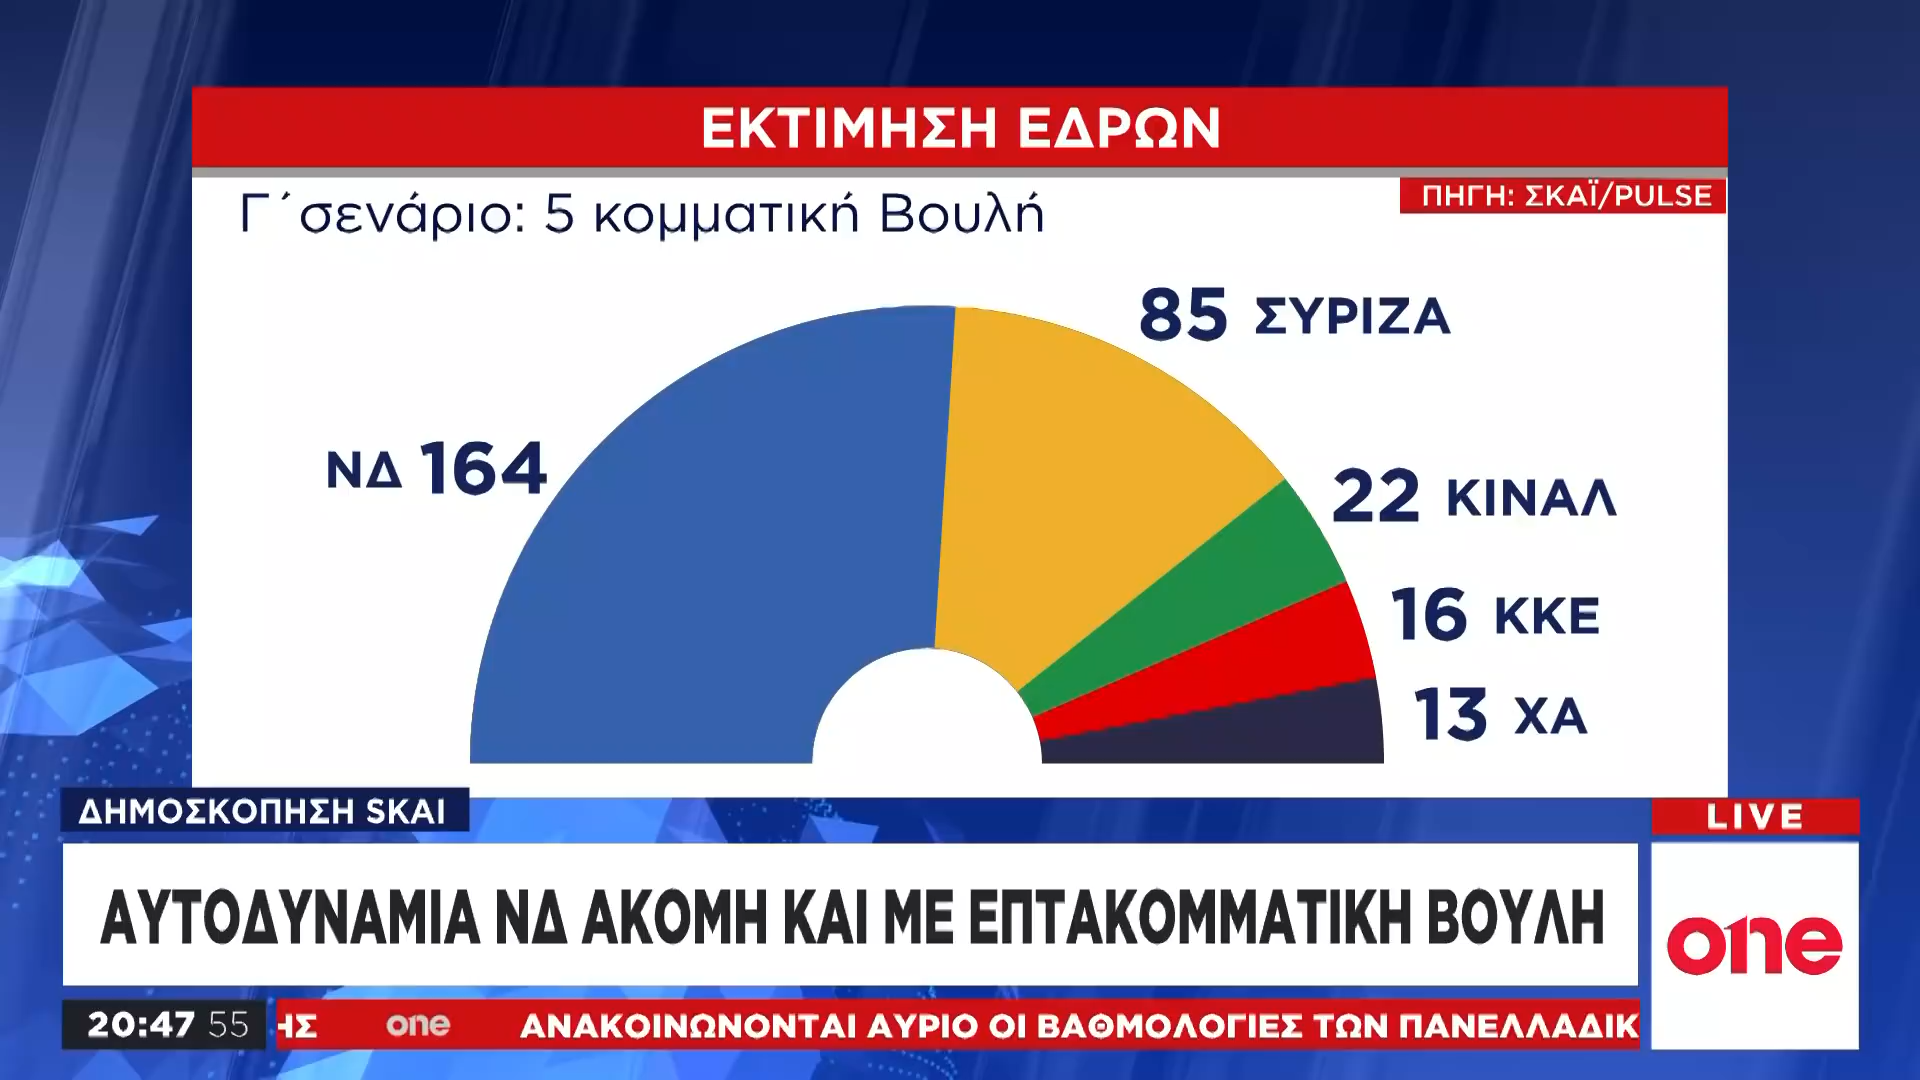 ΕΚΤΙΜΗΣΗ ΕΔΡΩΝ
Γ΄σενάριο: 5 κομματική Βουλή
ΠΗΓΗ: ΣΚΑΪ/PULSE
85 ΣΥΡΙΖΑ
ΝΔ 164
22 ΚΙΝΑΛ
16 ΚΚΕ
13 ΧΑ
ΔΗΜΟΣΚΟΠΗΣΗ SKAI
LIVE
ΑΥΤΟΔΥΝΑΜΙΑ ΝΔ ΑΚΟΜΗ ΚΑΙ ΜΕ ΕΠΤΑΚΟΜΜΑΤΙΚΗ ΒΟΥΛΗ
one
20:47 55 ΗΣ one ΑΝΑΚΟΙΝΩΝΟΝΤΑΙ ΑΥΡΙΟ ΟΙ ΒΑΘΜΟΛΟΓΙΕΣ ΤΩΝ ΠΑΝΕΛΛΑΔΙΚ